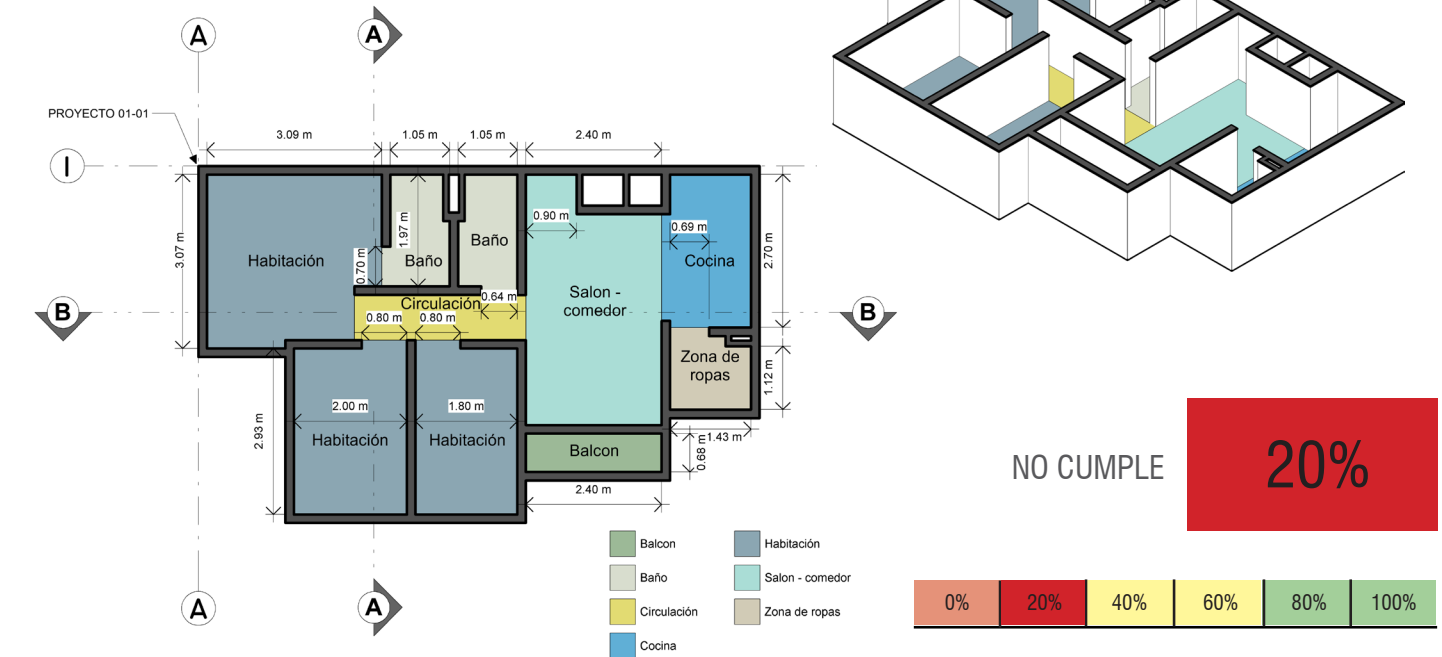 A
A
PROYECTO 01-01
3.09 m
1.05 m
1.05 m
2.40 m
I
3.07 m
1.97 m
0.90 m
0.69 m
2.70 m
Baño
Habitación
0.70 m
Baño
Cocina
Circulación
0.64 m
Salon -
comedor
B
B
0.80 m
0.80 m
Zona de
ropas
1.12 m
2.93 m
2.00 m
1.80 m
Habitación
Habitación
Balcon
0.68 m
1.43 m
2.40 m
A
A
Balcon
Baño
Circulación
Cocina
Habitación
Salon - comedor
Zona de ropas
NO CUMPLE
20%
0%
20%
40%
60%
80%
100%